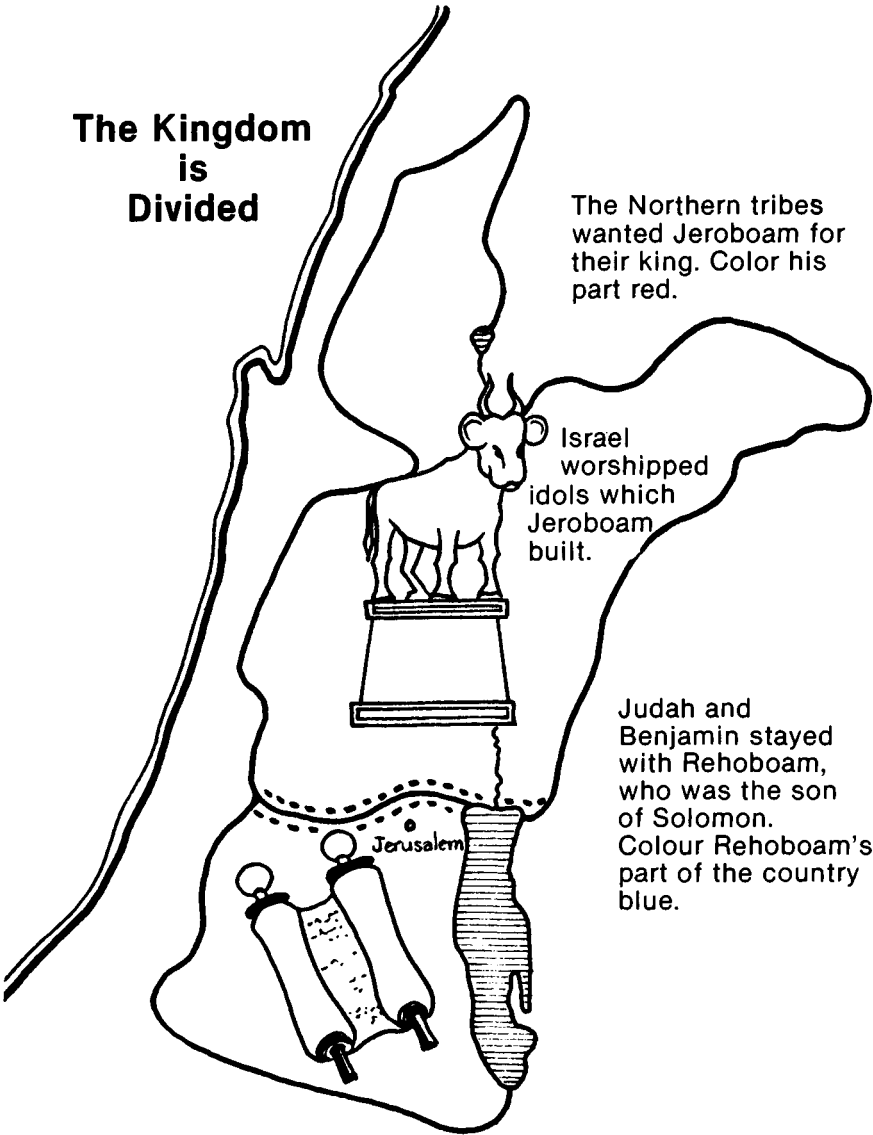 The Kingdom
is
Divided
The Northern tribes
wanted Jeroboam for
their king. Color his
part red.
Israel
worshipped
idols which
Jeroboam
built.
Judah and
Benjamin stayed
with Rehoboam,
who was the son
of Solomon.
Colour Rehoboam's
part of the country
blue.
Jerusalem